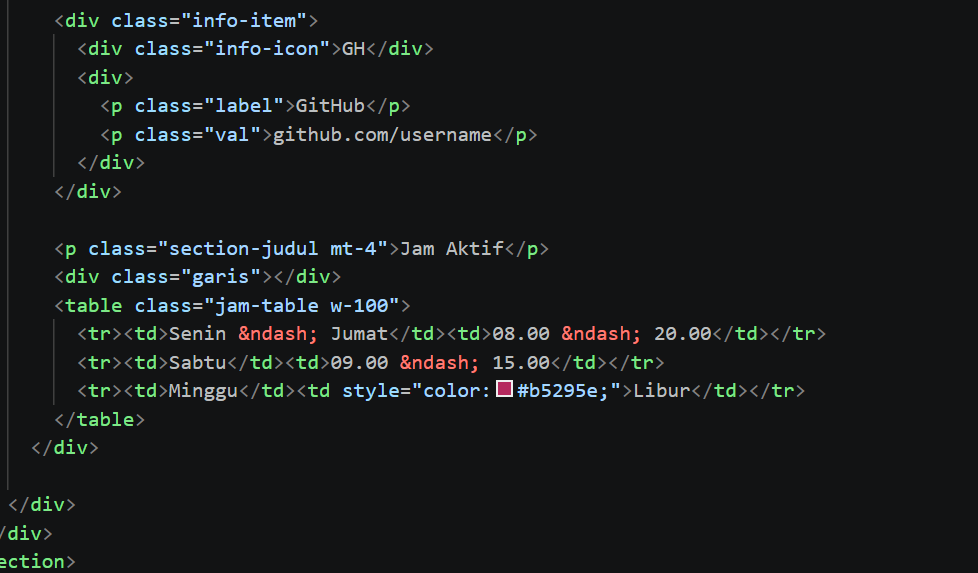 <div class="info-item">
<div class="info-icon">GH</div>
<div>
<p class="label">GitHub</p>
<p class="val">github.com/username</p>
</div>
</div>
<p class="section-judul mt-4">Jam Aktif</p>
<div class="garis"></div>
<table class="jam-table w-100">
<tr><td>Senin &ndash; Jumat</td><td>08.00 &ndash; 20.00</td></tr>
<tr><td>Sabtu</td><td>09.00 &ndash; 15.00</td></tr>
<tr><td>Minggu</td><td style="color:#b5295e;">Libur</td></tr>
</table>
</div>
</div>
/div>
ection>